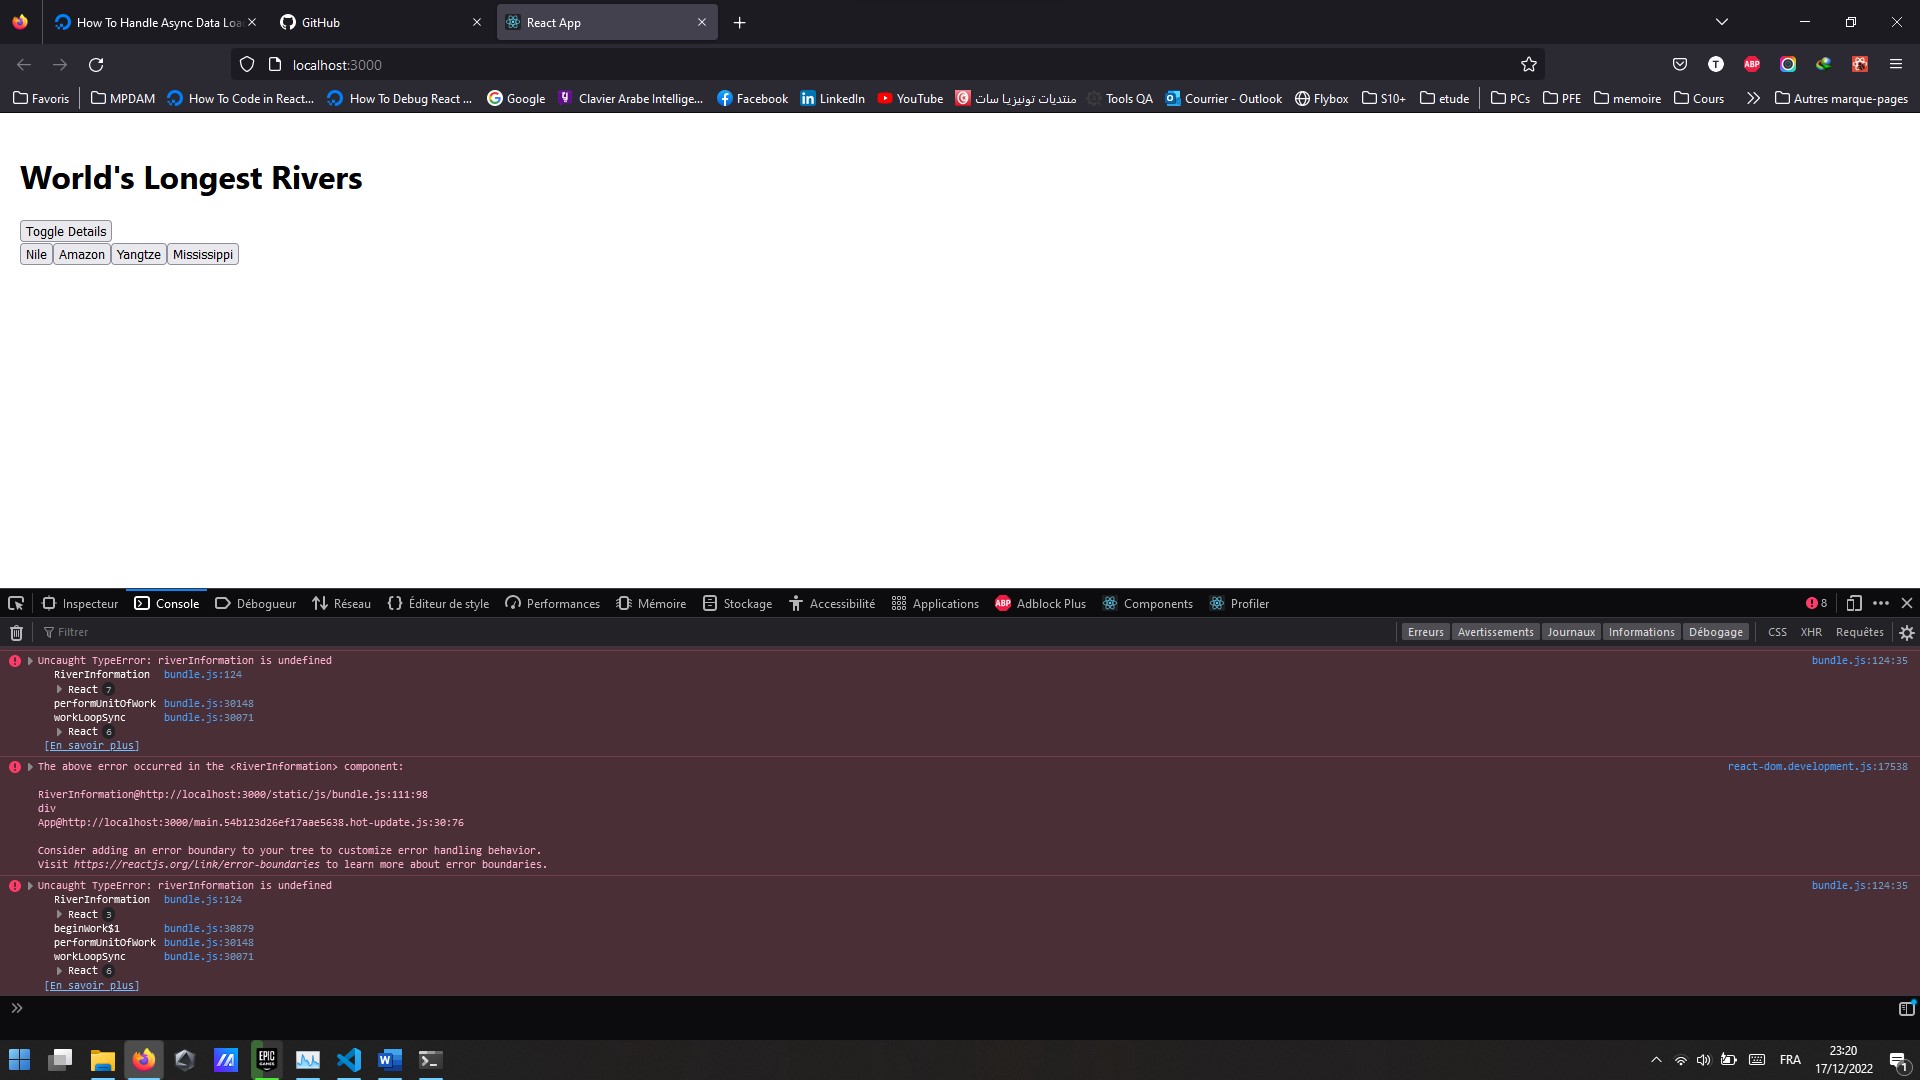 How To Handle Async Data Loa
GitHub
React App
localhost:3000
ABP
T
Favoris
MPDAM
How To Code in React...
How To Debug React ...
Google
Clavier Arabe Intellige...
Facebook
LinkedIn
YouTube
منتديات تونيزيا سات
Tools QA
Courrier - Outlook
Flybox
S10+
etude
PCs
PFE
memoire
Cours
Autres marque-pages
World's Longest Rivers
Toggle Details
Nile Amazon Yangtze Mississippi
Inspecteur Console Débogueur Réseau Éditeur de style Performances Mémoire Stockage Accessibilité Applications Adblock Plus Components Profiler 8
Filtrer
Erreurs Avertissements Journaux Informations Débogage CSS XHR Requêtes
Uncaught TypeError: riverInformation is undefined bundle.js:124:35
RiverInformation bundle.js:124
React 7
performUnitOfWork bundle.js:30148
workLoopSync bundle.js:30071
React 6
[En savoir plus]
The above error occurred in the <RiverInformation> component: react-dom.development.js:17538
RiverInformation@http://localhost:3000/static/js/bundle.js:111:98
div
App@http://localhost:3000/main.54b123d26ef17aae5638.hot-update.js:30:76
Consider adding an error boundary to your tree to customize error handling behavior.
Visit https://reactjs.org/link/error-boundaries to learn more about error boundaries.
Uncaught TypeError: riverInformation is undefined bundle.js:124:35
RiverInformation bundle.js:124
React 3
beginWork$1 bundle.js:30879
performUnitOfWork bundle.js:30148
workLoopSync bundle.js:30071
React 6
[En savoir plus]
EPIC GAMES
FRA
23:20
17/12/2022
1